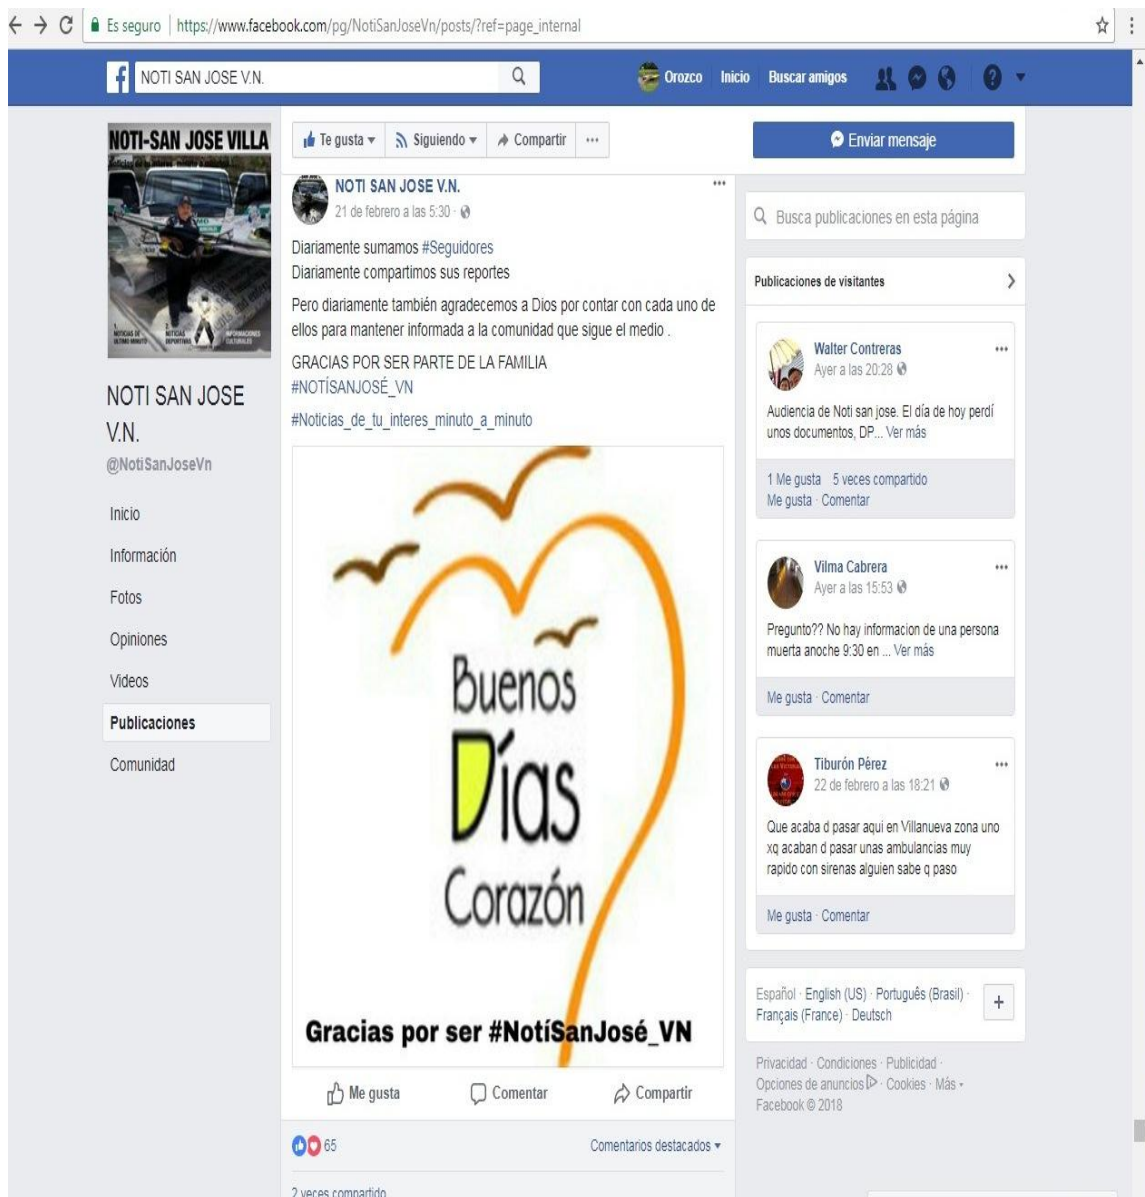 Es seguro | https://www.facebook.com/pg/NotiSanJoseVn/posts/?ref=page_internal
NOTI SAN JOSE V.N.
Orozco Inicio Buscar amigos
NOTI-SAN JOSE VILLA
NOTICIAS DE ULTIMO MINUTO
NOTICIAS DEPORTIVAS
INFORMACIONES CULTURALES
NOTI SAN JOSE
V.N.
@NotiSanJoseVn
Inicio
Información
Fotos
Opiniones
Videos
Publicaciones
Comunidad
Te gusta Siguiendo Compartir ...
NOTI SAN JOSE V.N.
21 de febrero a las 5:30 ·
Diariamente sumamos #Seguidores
Diariamente compartimos sus reportes
Pero diariamente también agradecemos a Dios por contar con cada uno de
ellos para mantener informada a la comunidad que sigue el medio .
GRACIAS POR SER PARTE DE LA FAMILIA
#NOTÍSANJOSÉ_VN
#Noticias_de_tu_interes_minuto_a_minuto
Buenos
Días
Corazón
Gracias por ser #NotíSanJosé_VN
Me gusta Comentar Compartir
65 Comentarios destacados
2 veces compartido
Enviar mensaje
Busca publicaciones en esta página
Publicaciones de visitantes
Walter Contreras
Ayer a las 20:28
Audiencia de Noti san jose. El día de hoy perdí
unos documentos, DP... Ver más
1 Me gusta 5 veces compartido
Me gusta · Comentar
Vilma Cabrera
Ayer a las 15:53
Pregunto?? No hay informacion de una persona
muerta anoche 9:30 en ... Ver más
Me gusta · Comentar
Tiburón Pérez
22 de febrero a las 18:21
Que acaba d pasar aqui en Villanueva zona uno
xq acaban d pasar unas ambulancias muy
rapido con sirenas alguien sabe q paso
Me gusta · Comentar
Español · English (US) · Português (Brasil) ·
Français (France) · Deutsch
Privacidad · Condiciones · Publicidad ·
Opciones de anuncios · Cookies · Más
Facebook © 2018